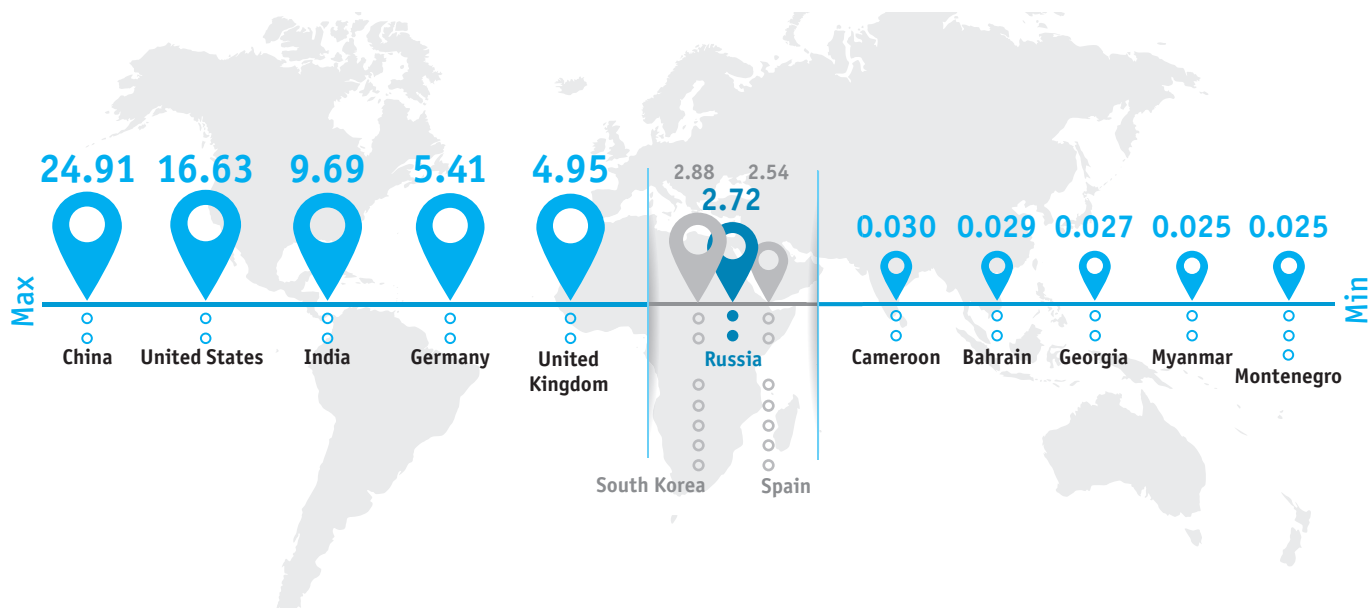 24.91 16.63 9.69 5.41 4.95
2.88 2.54
2.72
0.030 0.029 0.027 0.025 0.025
Max
Min
China United States India Germany United
Kingdom
Russia
Cameroon Bahrain Georgia Myanmar
Montenegro
South Korea Spain